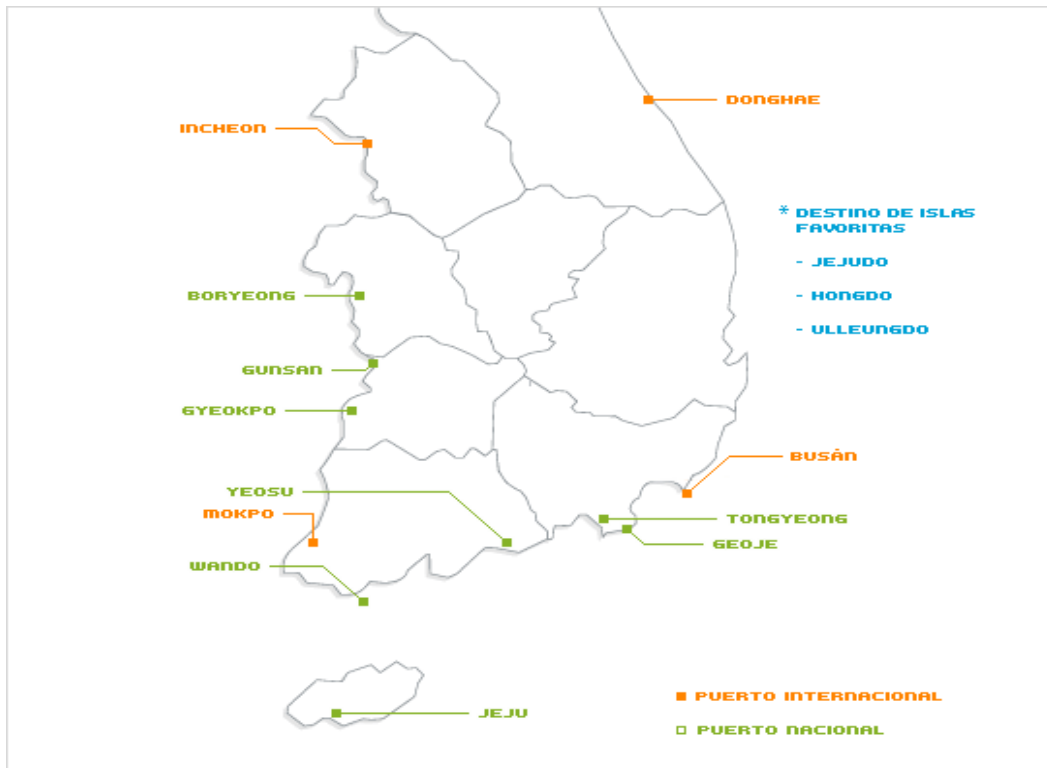 DONGHAE
INCHEON
* DESTINO DE ISLAS
FAVORITAS
- JEJUDO
- HONGDO
- ULLEUNGDO
BORYEONG
GUNSAN
GYEOKPO
BUSÁN
YEOSU
MOKPO
TONGYEONG
GEOJE
WANDO
JEJU
PUERTO INTERNACIONAL
PUERTO NACIONAL